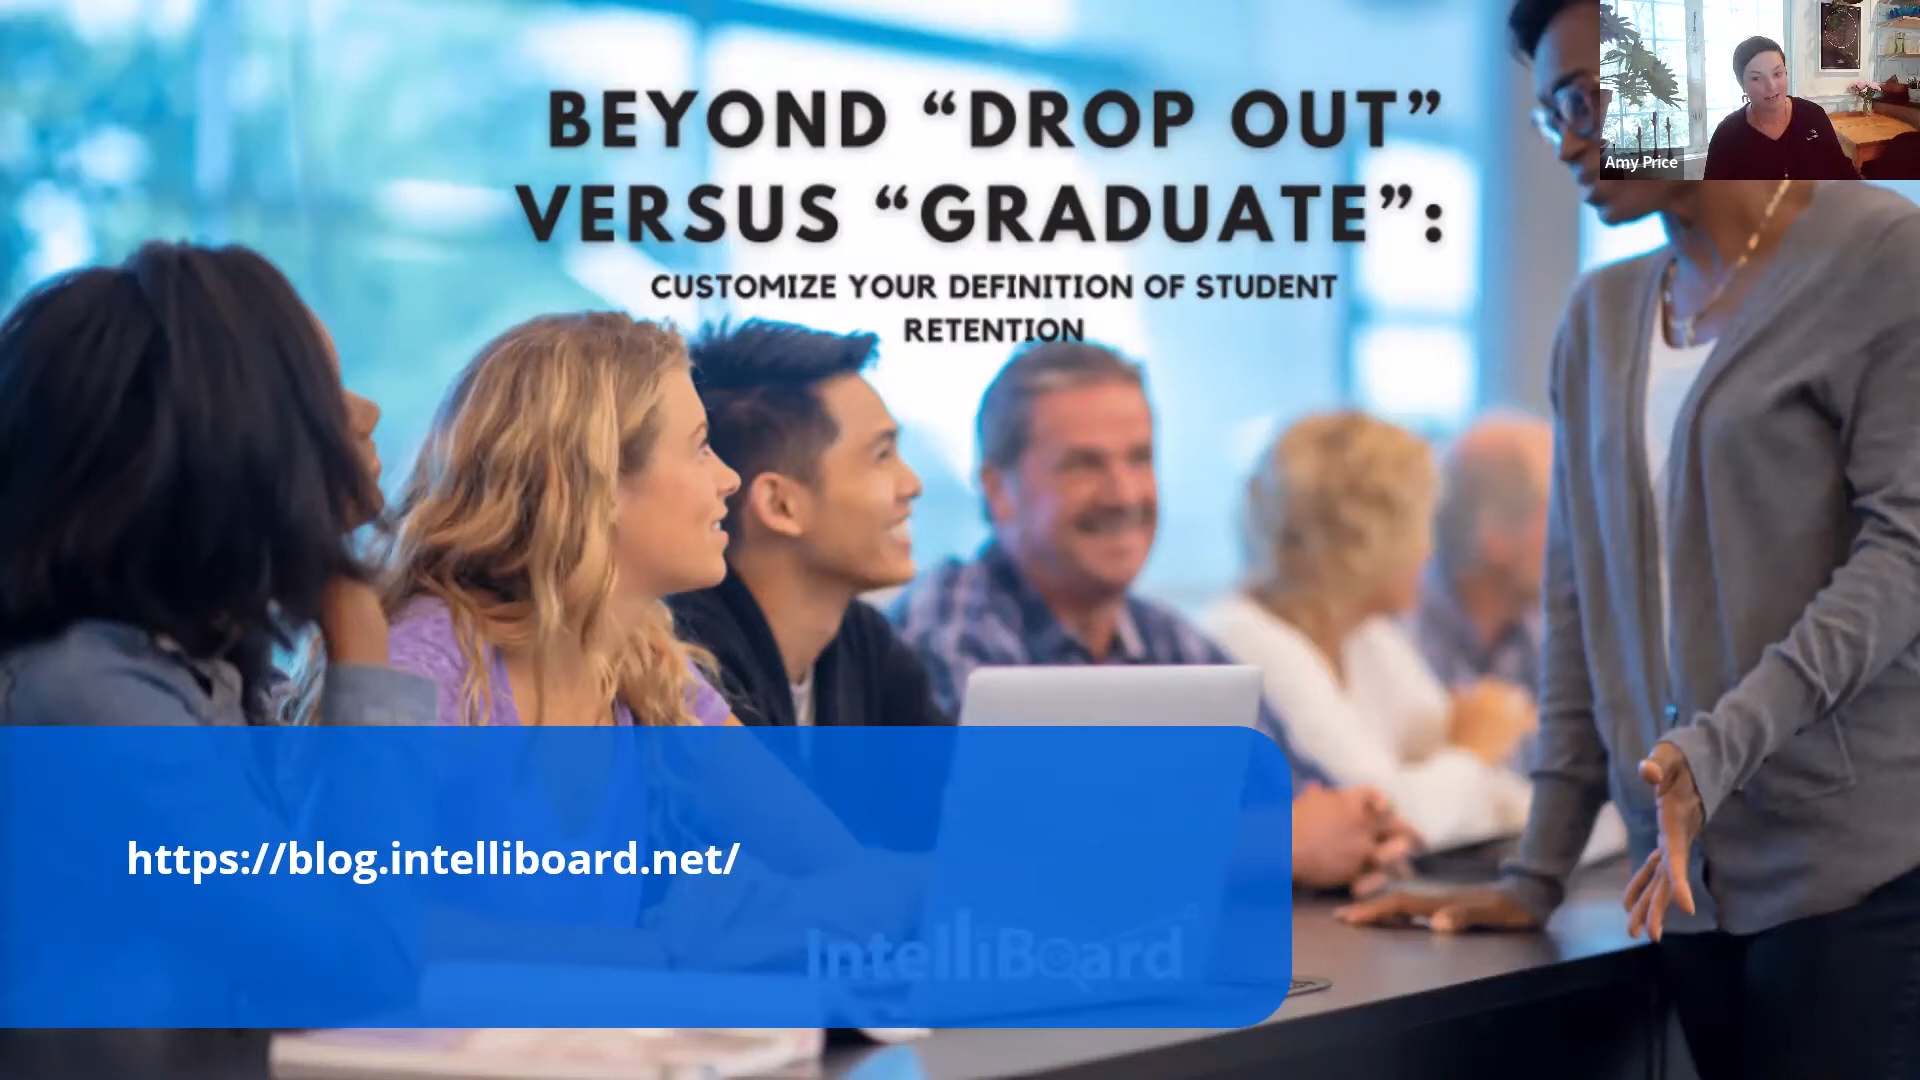 BEYOND “DROP OUT”
VERSUS “GRADUATE”:
CUSTOMIZE YOUR DEFINITION OF STUDENT
RETENTION
Amy Price
https://blog.intelliboard.net/
IntelliBoard